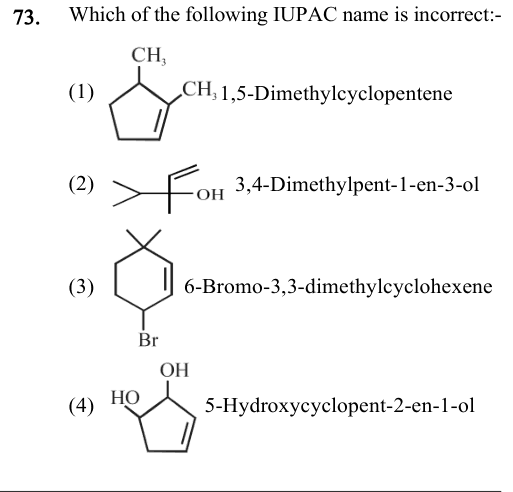 73. Which of the following IUPAC name is incorrect:-
CH₃
(1) CH₃ 1,5-Dimethylcyclopentene
(2) OH 3,4-Dimethylpent-1-en-3-ol
(3) 6-Bromo-3,3-dimethylcyclohexene
Br
OH
(4) HO 5-Hydroxycyclopent-2-en-1-ol